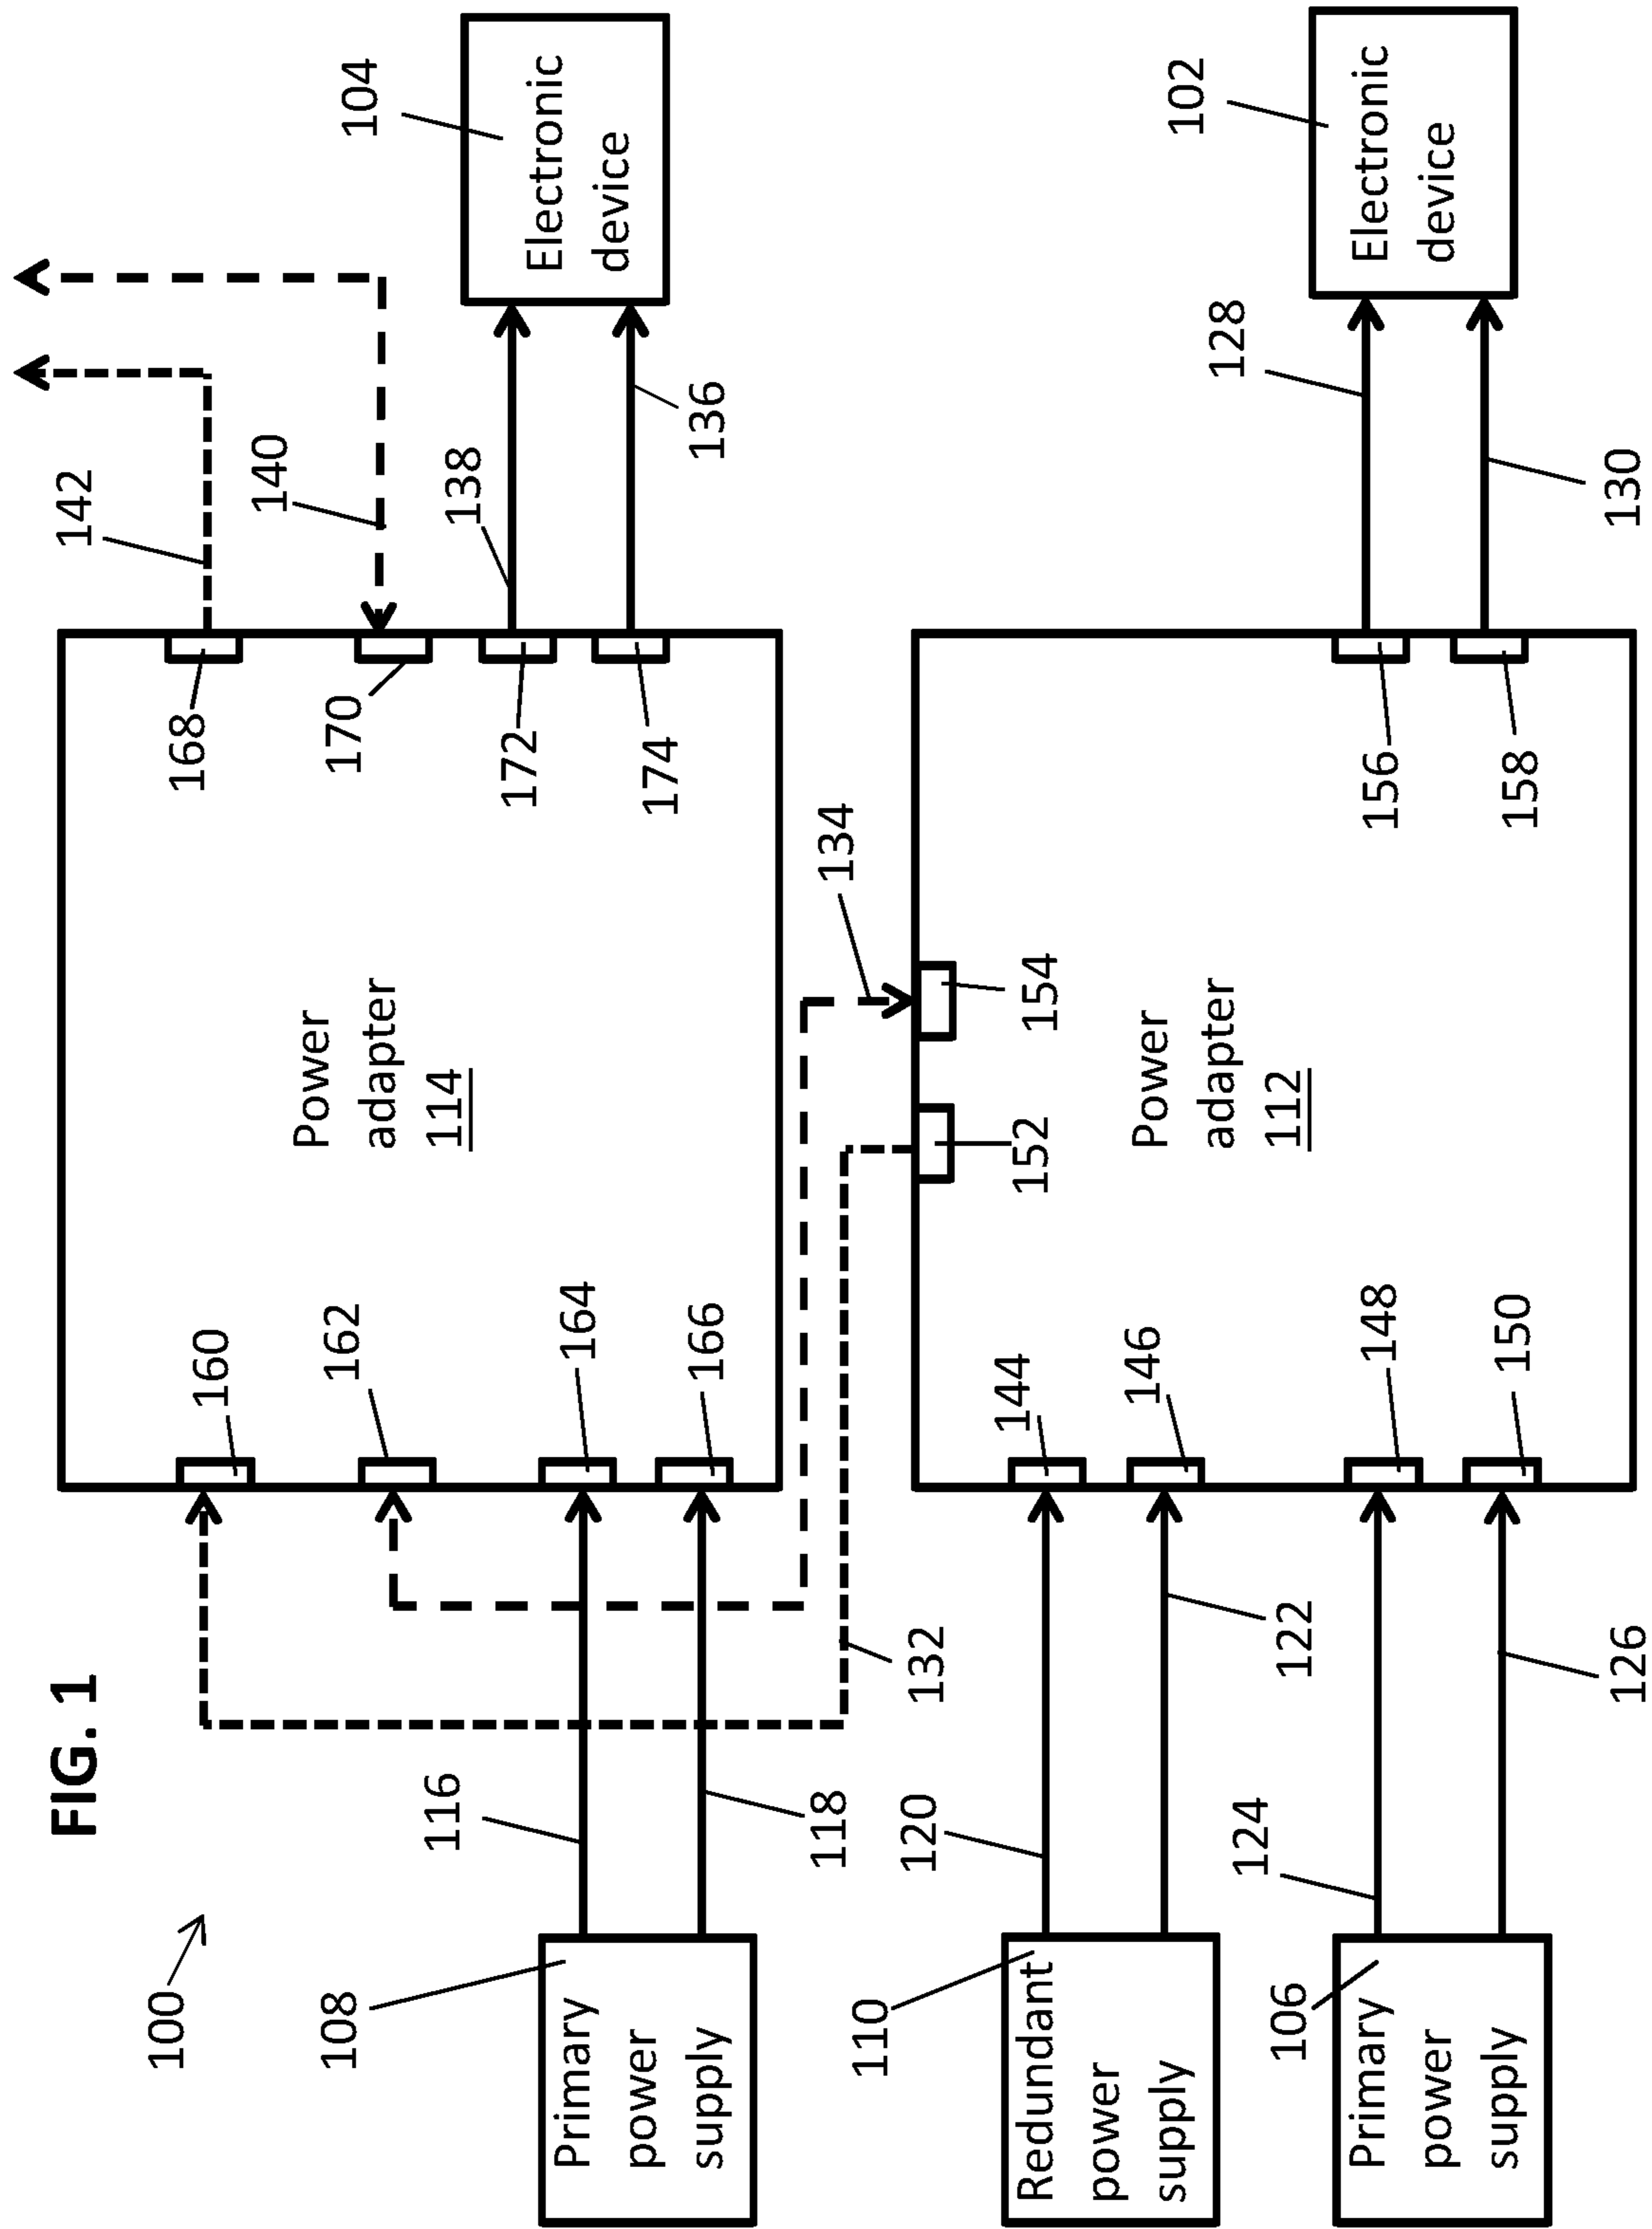 FIG. 1
100
142
140
104
Electronic
device
138
136
168
170
172
174
Power
adapter
114
160
162
164
166
116
118
108
Primary
power
supply
132
134
152
154
120
122
110
Redundant
power
supply
144
146
148
150
Power
adapter
112
156
158
128
130
102
Electronic
device
124
126
106
Primary
power
supply